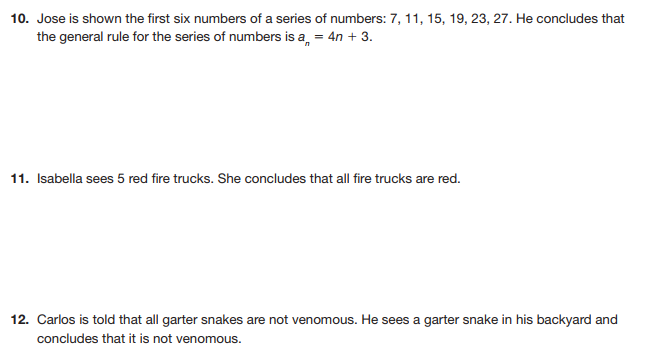 10. Jose is shown the first six numbers of a series of numbers: 7, 11, 15, 19, 23, 27. He concludes that
the general rule for the series of numbers is aₙ = 4n + 3.
11. Isabella sees 5 red fire trucks. She concludes that all fire trucks are red.
12. Carlos is told that all garter snakes are not venomous. He sees a garter snake in his backyard and
concludes that it is not venomous.